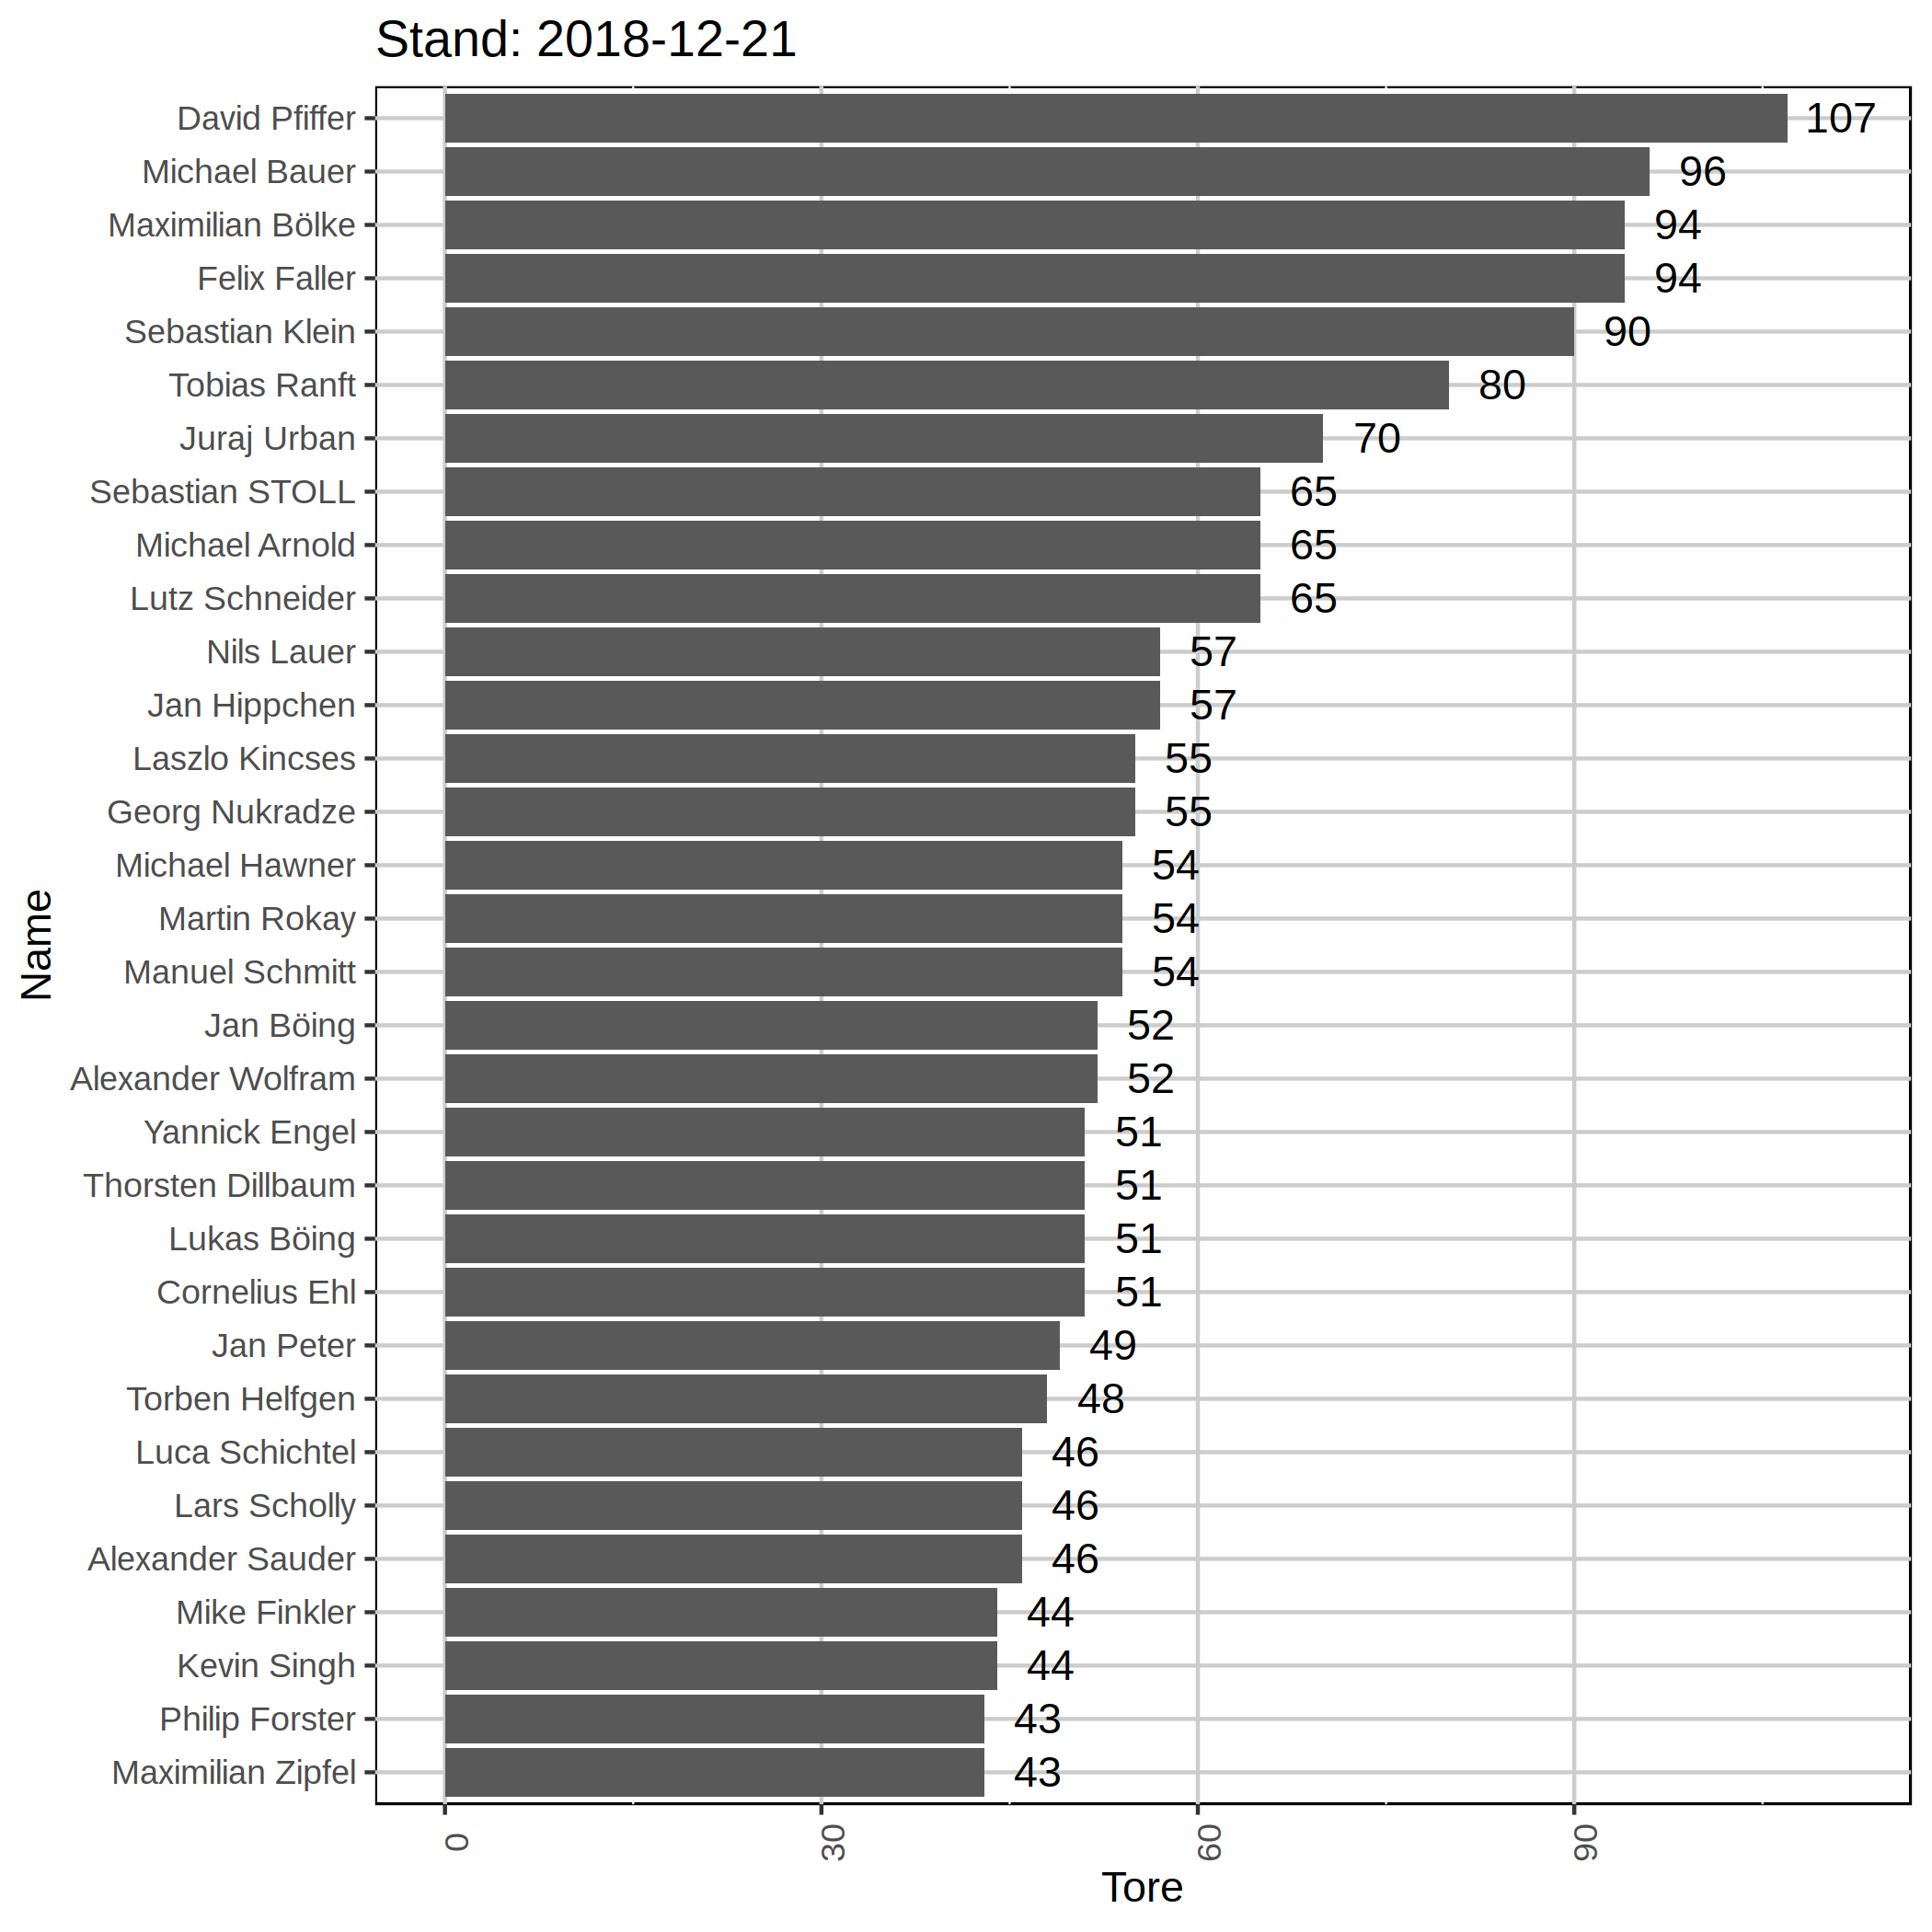 Stand: 2018-12-21
David Pfiffer 107
Michael Bauer 96
Maximilian Bölke 94
Felix Faller 94
Sebastian Klein 90
Tobias Ranft 80
Juraj Urban 70
Sebastian STOLL 65
Michael Arnold 65
Lutz Schneider 65
Nils Lauer 57
Jan Hippchen 57
Laszlo Kincses 55
Georg Nukradze 55
Michael Hawner 54
Martin Rokay 54
Manuel Schmitt 54
Jan Böing 52
Alexander Wolfram 52
Yannick Engel 51
Thorsten Dillbaum 51
Lukas Böing 51
Cornelius Ehl 51
Jan Peter 49
Torben Helfgen 48
Luca Schichtel 46
Lars Scholly 46
Alexander Sauder 46
Mike Finkler 44
Kevin Singh 44
Philip Forster 43
Maximilian Zipfel 43
Name
0 30 60 90
Tore